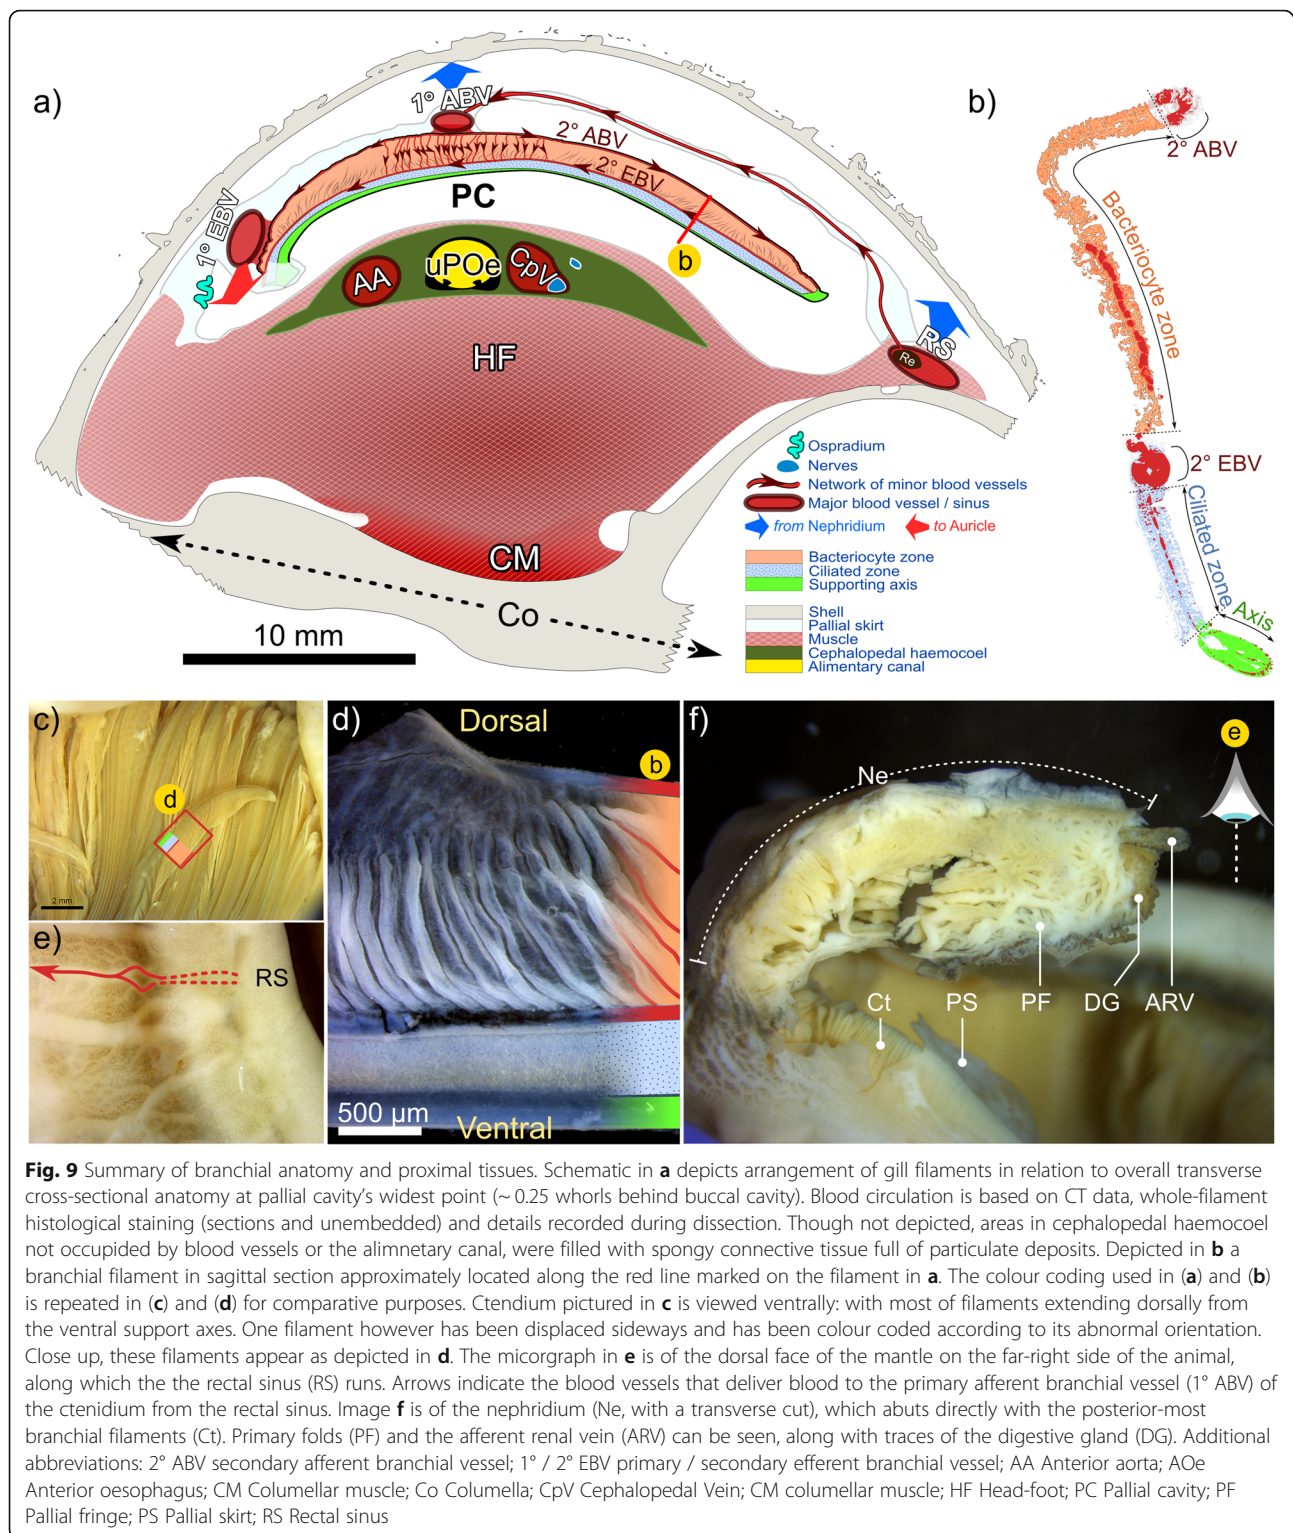 a)
1° ABV
2° ABV
2° EBV
1° EBV
PC
b
AA
uPOe
CpV
HF
RS
Re
CM
Co
10 mm
Ospradium
Nerves
Network of minor blood vessels
Major blood vessel / sinus
from Nephridium
to Auricle
Bacteriocyte zone
Ciliated zone
Supporting axis
Shell
Pallial skirt
Muscle
Cephalopedal haemocoel
Alimentary canal
b)
2° ABV
Bacteriocyte zone
2° EBV
Ciliated zone
Axis
c)
d
2 mm
d)
Dorsal
b
500 µm
Ventral
e)
RS
f)
Ne
e
Ct
PS
PF
DG
ARV
Fig. 9 Summary of branchial anatomy and proximal tissues. Schematic in a depicts arrangement of gill filaments in relation to overall transverse
cross-sectional anatomy at pallial cavity's widest point (~ 0.25 whorls behind buccal cavity). Blood circulation is based on CT data, whole-filament
histological staining (sections and unembedded) and details recorded during dissection. Though not depicted, areas in cephalopedal haemocoel
not occupided by blood vessels or the alimnetary canal, were filled with spongy connective tissue full of particulate deposits. Depicted in b a
branchial filament in sagittal section approximately located along the red line marked on the filament in a. The colour coding used in (a) and (b)
is repeated in (c) and (d) for comparative purposes. Ctendium pictured in c is viewed ventrally: with most of filaments extending dorsally from
the ventral support axes. One filament however has been displaced sideways and has been colour coded according to its abnormal orientation.
Close up, these filaments appear as depicted in d. The micorgraph in e is of the dorsal face of the mantle on the far-right side of the animal,
along which the the rectal sinus (RS) runs. Arrows indicate the blood vessels that deliver blood to the primary afferent branchial vessel (1° ABV) of
the ctenidium from the rectal sinus. Image f is of the nephridium (Ne, with a transverse cut), which abuts directly with the posterior-most
branchial filaments (Ct). Primary folds (PF) and the afferent renal vein (ARV) can be seen, along with traces of the digestive gland (DG). Additional
abbreviations: 2° ABV secondary afferent branchial vessel; 1° / 2° EBV primary / secondary efferent branchial vessel; AA Anterior aorta; AOe
Anterior oesophagus; CM Columellar muscle; Co Columella; CpV Cephalopedal Vein; CM columellar muscle; HF Head-foot; PC Pallial cavity; PF
Pallial fringe; PS Pallial skirt; RS Rectal sinus